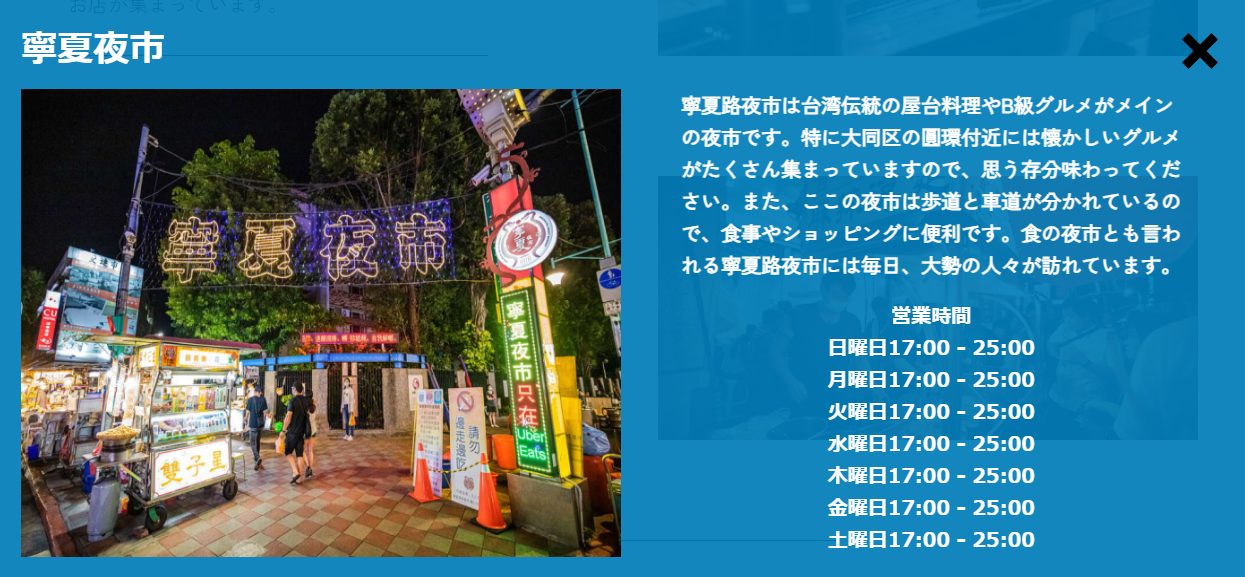 お店が集まっています。
寧夏夜市
寧夏夜市
雙子星
請勿
邊走邊吃
寧夏
寧夏夜市只在
Uber
Eats
寧夏路夜市は台湾伝統の屋台料理やB級グルメがメイン
の夜市です。特に大同区の圓環付近には懐かしいグルメ
がたくさん集まっていますので、思う存分味わってくだ
さい。また、ここの夜市は歩道と車道が分かれているの
で、食事やショッピングに便利です。食の夜市とも言わ
れる寧夏路夜市には毎日、大勢の人々が訪れています。
営業時間
日曜日17:00 - 25:00
月曜日17:00 - 25:00
火曜日17:00 - 25:00
水曜日17:00 - 25:00
木曜日17:00 - 25:00
金曜日17:00 - 25:00
土曜日17:00 - 25:00